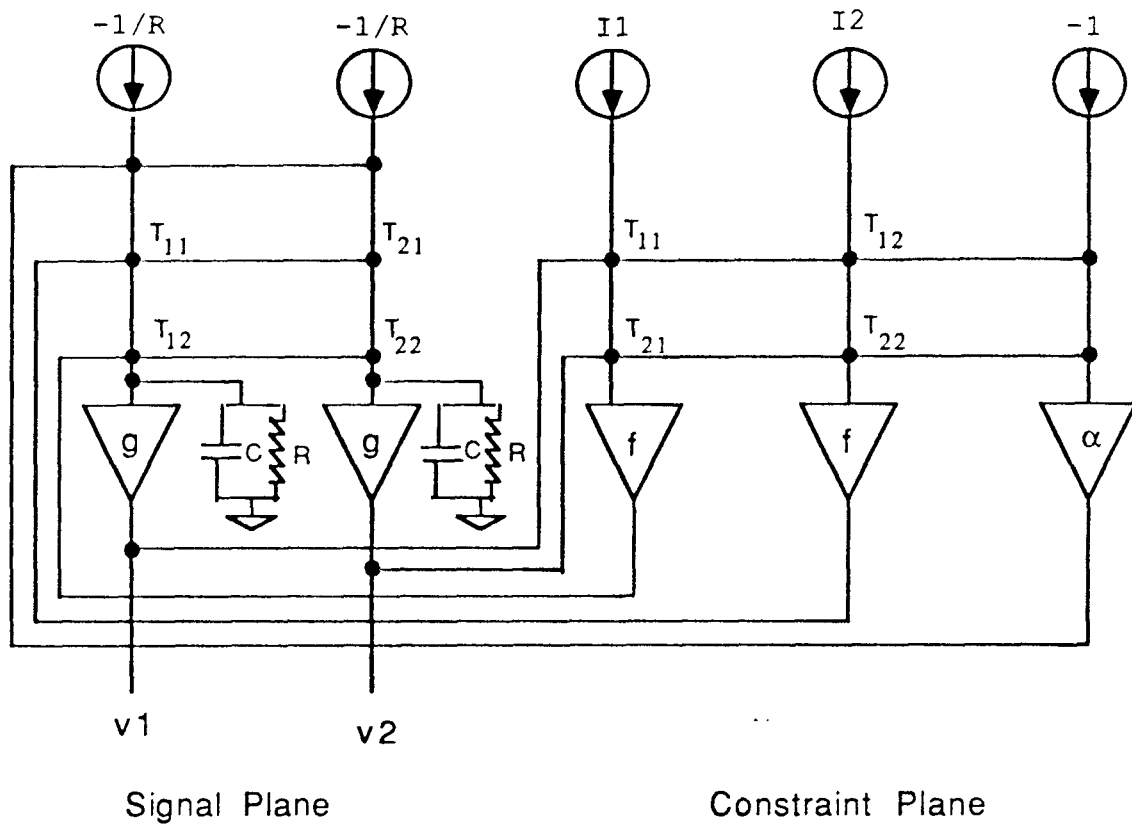 -1/R -1/R I1 I2 -1
T11 T21 T11 T12
T12 T22 T21 T22
g C R g C R f f α
v1 v2
Signal Plane Constraint Plane